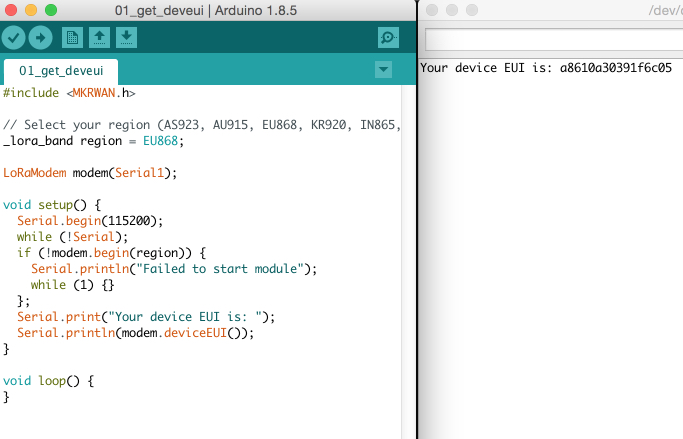 01_get_deveui | Arduino 1.8.5
01_get_deveui
#include <MKRWAN.h>
// Select your region (AS923, AU915, EU868, KR920, IN865,
_lora_band region = EU868;
LoRaModem modem(Serial1);
void setup() {
  Serial.begin(115200);
  while (!Serial);
  if (!modem.begin(region)) {
    Serial.println("Failed to start module");
    while (1) {}
  };
  Serial.print("Your device EUI is: ");
  Serial.println(modem.deviceEUI());
}
void loop() {
}
/dev/
Your device EUI is: a8610a30391f6c05